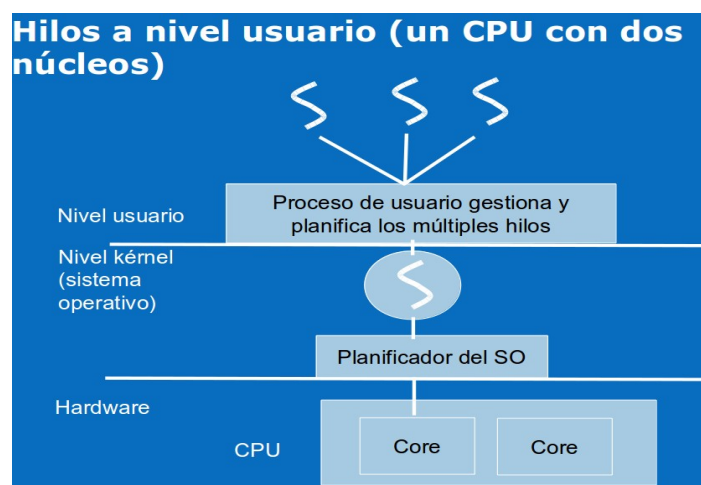 Hilos a nivel usuario (un CPU con dos
núcleos)
Proceso de usuario gestiona y
planifica los múltiples hilos
Nivel usuario
Nivel kérnel
(sistema
operativo)
Planificador del SO
Hardware
CPU
Core
Core